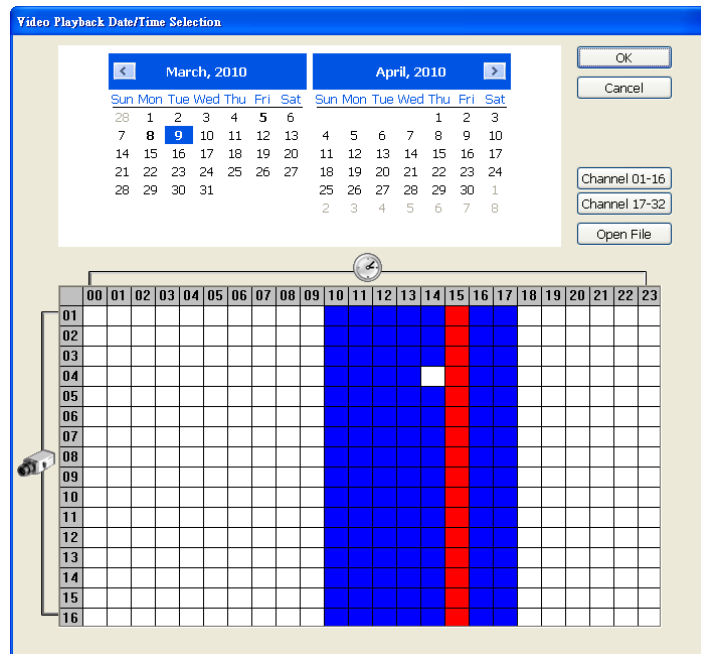 Video Playback Date/Time Selection
March, 2010 April, 2010
Sun Mon Tue Wed Thu Fri Sat Sun Mon Tue Wed Thu Fri Sat
28 1 2 3 4 5 6 1 2 3
7 8 9 10 11 12 13 4 5 6 7 8 9 10
14 15 16 17 18 19 20 11 12 13 14 15 16 17
21 22 23 24 25 26 27 18 19 20 21 22 23 24
28 29 30 31 25 26 27 28 29 30 1
2 3 4 5 6 7 8
OK
Cancel
Channel 01-16
Channel 17-32
Open File
00 01 02 03 04 05 06 07 08 09 10 11 12 13 14 15 16 17 18 19 20 21 22 23
01
02
03
04
05
06
07
08
09
10
11
12
13
14
15
16